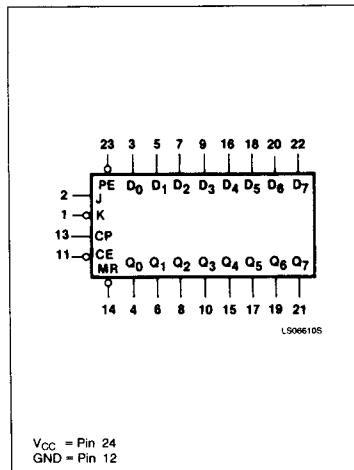 23 3 5 7 9 16 18 20 22
PE D0 D1 D2 D3 D4 D5 D6 D7
2 J
1 K
13 CP
11 CE
MR Q0 Q1 Q2 Q3 Q4 Q5 Q6 Q7
14 4 6 8 10 15 17 19 21
LS06610S
VCC = Pin 24
GND = Pin 12